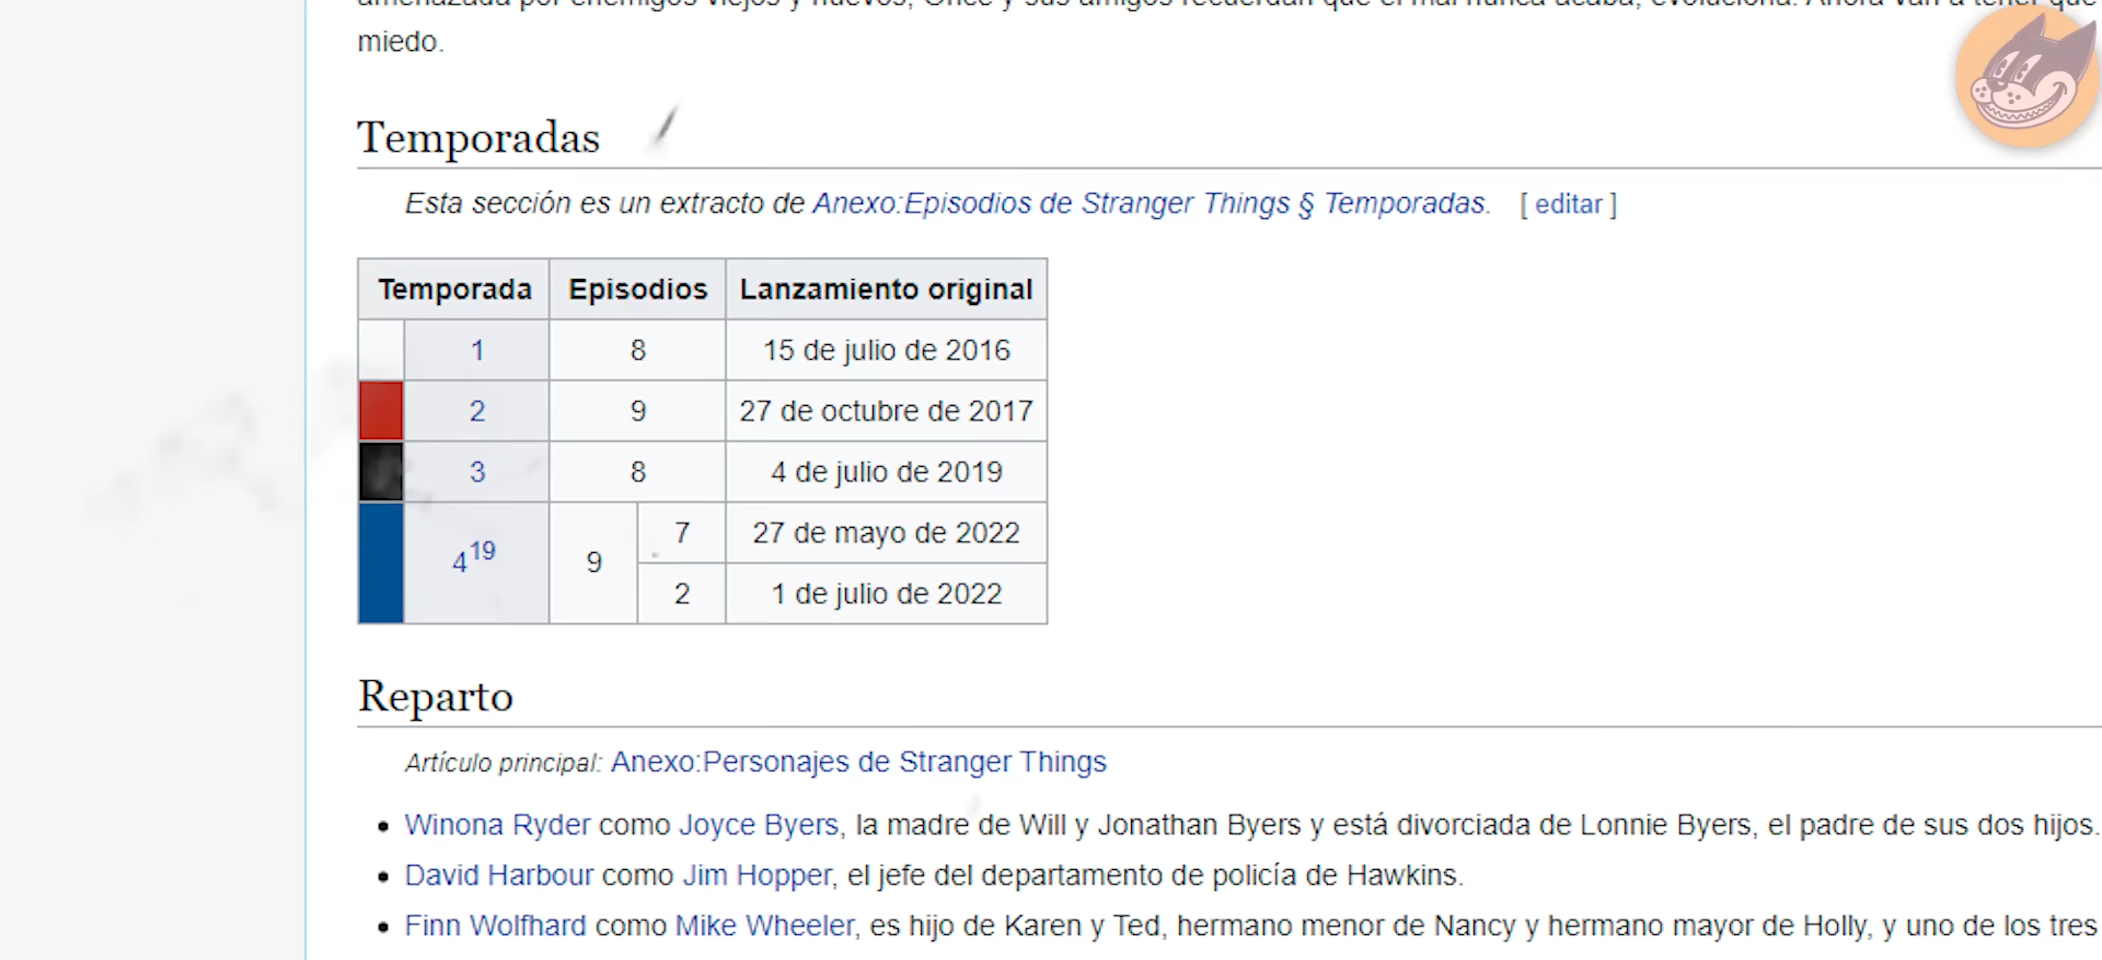 miedo.
Temporadas
Esta sección es un extracto de Anexo:Episodios de Stranger Things § Temporadas. [ editar ]
Temporada Episodios Lanzamiento original
1 8 15 de julio de 2016
2 9 27 de octubre de 2017
3 8 4 de julio de 2019
4¹⁹ 9 7 27 de mayo de 2022
2 1 de julio de 2022
Reparto
Artículo principal: Anexo:Personajes de Stranger Things
Winona Ryder como Joyce Byers, la madre de Will y Jonathan Byers y está divorciada de Lonnie Byers, el padre de sus dos hijos.
David Harbour como Jim Hopper, el jefe del departamento de policía de Hawkins.
Finn Wolfhard como Mike Wheeler, es hijo de Karen y Ted, hermano menor de Nancy y hermano mayor de Holly, y uno de los tres